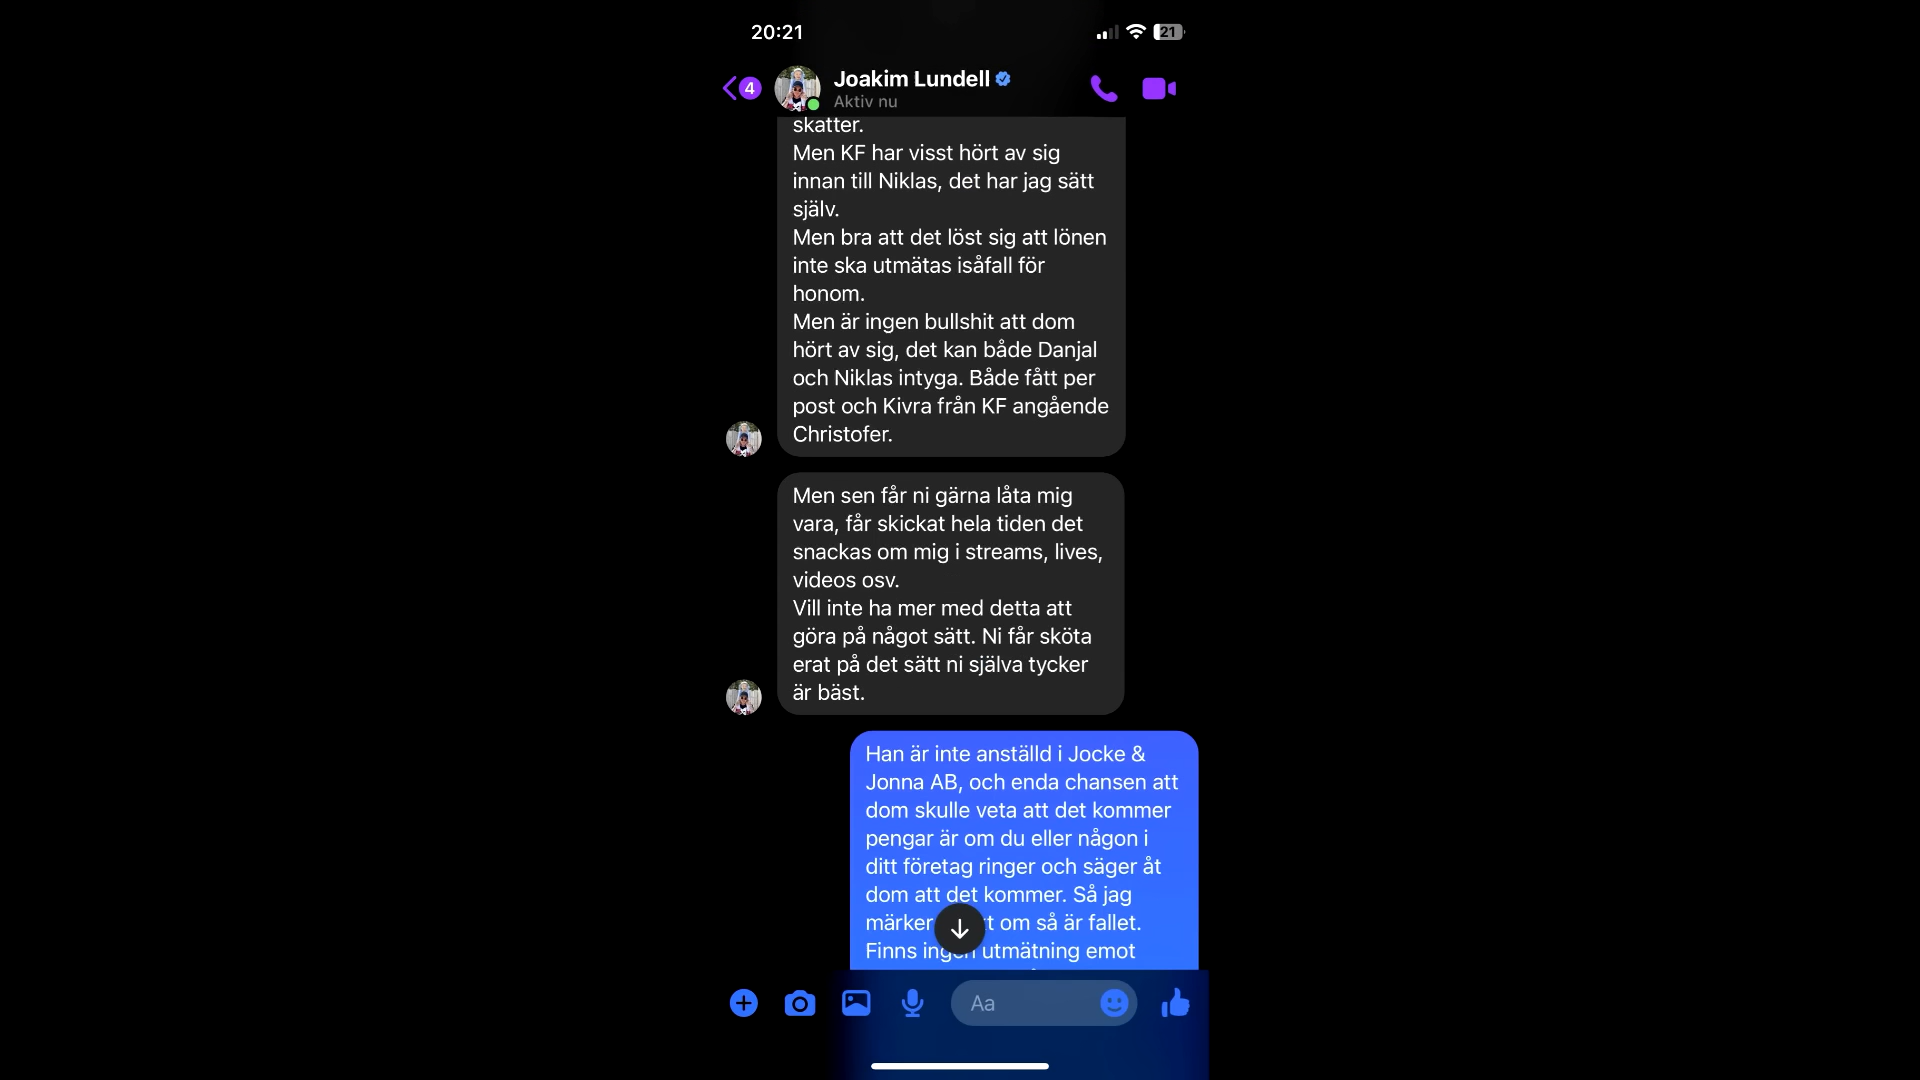 20:21
21
4
Joakim Lundell
Aktiv nu
skatter.
Men KF har visst hört av sig
innan till Niklas, det har jag sätt
själv.
Men bra att det löst sig att lönen
inte ska utmätas isåfall för
honom.
Men är ingen bullshit att dom
hört av sig, det kan både Danjal
och Niklas intyga. Både fått per
post och Kivra från KF angående
Christofer.
Men sen får ni gärna låta mig
vara, får skickat hela tiden det
snackas om mig i streams, lives,
videos osv.
Vill inte ha mer med detta att
göra på något sätt. Ni får sköta
erat på det sätt ni själva tycker
är bäst.
Han är inte anställd i Jocke &
Jonna AB, och enda chansen att
dom skulle veta att det kommer
pengar är om du eller någon i
ditt företag ringer och säger åt
dom att det kommer. Så jag
märker om så är fallet.
Finns ingen utmätning emot
Aa